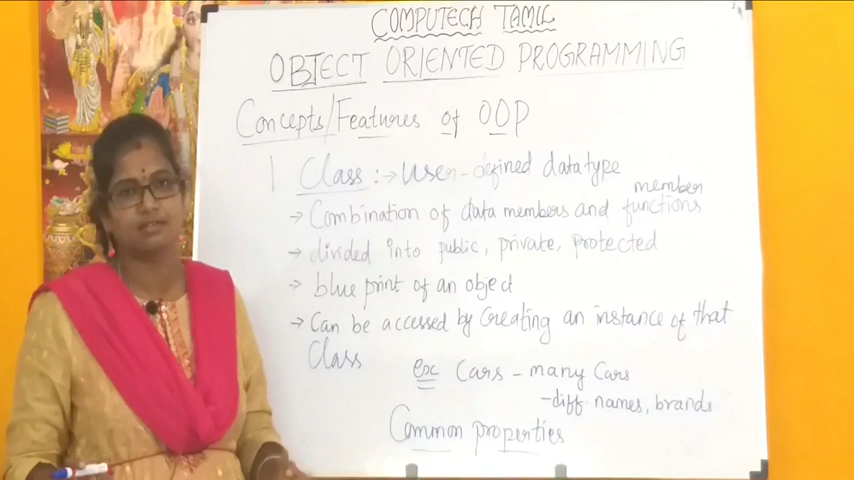 COMPUTECH TAMIL
OBJECT ORIENTED PROGRAMMING
Concepts/Features of OOP
1 Class :→ User-defined datatype
→ Combination of data members and member functions
→ divided into public, private, protected
→ blue print of an object
→ Can be accessed by creating an instance of that
Class
ex Cars - many Cars
- diff names, brands
Common properties